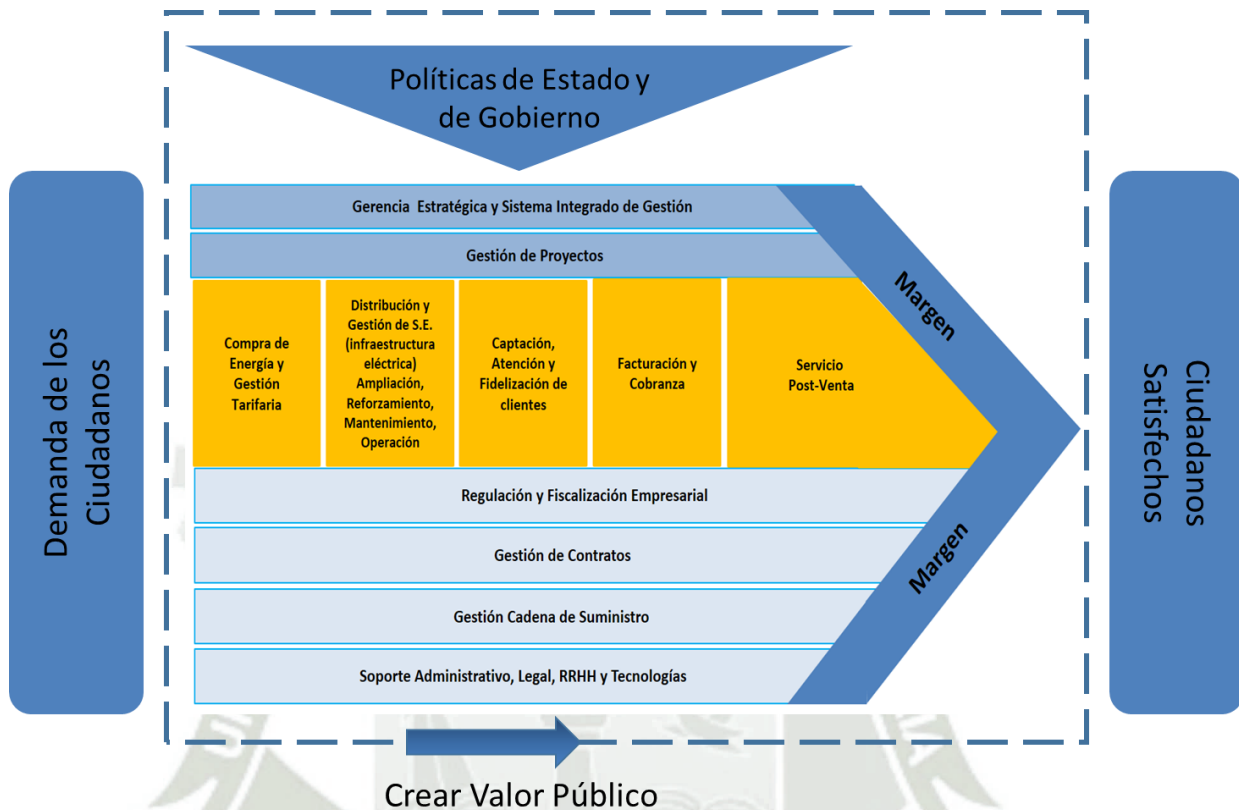 Políticas de Estado y
de Gobierno
Demanda de los
Ciudadanos
Gerencia Estratégica y Sistema Integrado de Gestión
Gestión de Proyectos
Compra de
Energía y
Gestión
Tarifaria
Distribución y
Gestión de S.E.
(infraestructura
eléctrica)
Ampliación,
Reforzamiento,
Mantenimiento,
Operación
Captación,
Atención y
Fidelización de
clientes
Facturación y
Cobranza
Servicio
Post-Venta
Margen
Regulación y Fiscalización Empresarial
Gestión de Contratos
Gestión Cadena de Suministro
Soporte Administrativo, Legal, RRHH y Tecnologías
Margen
Ciudadanos
Satisfechos
Crear Valor Público